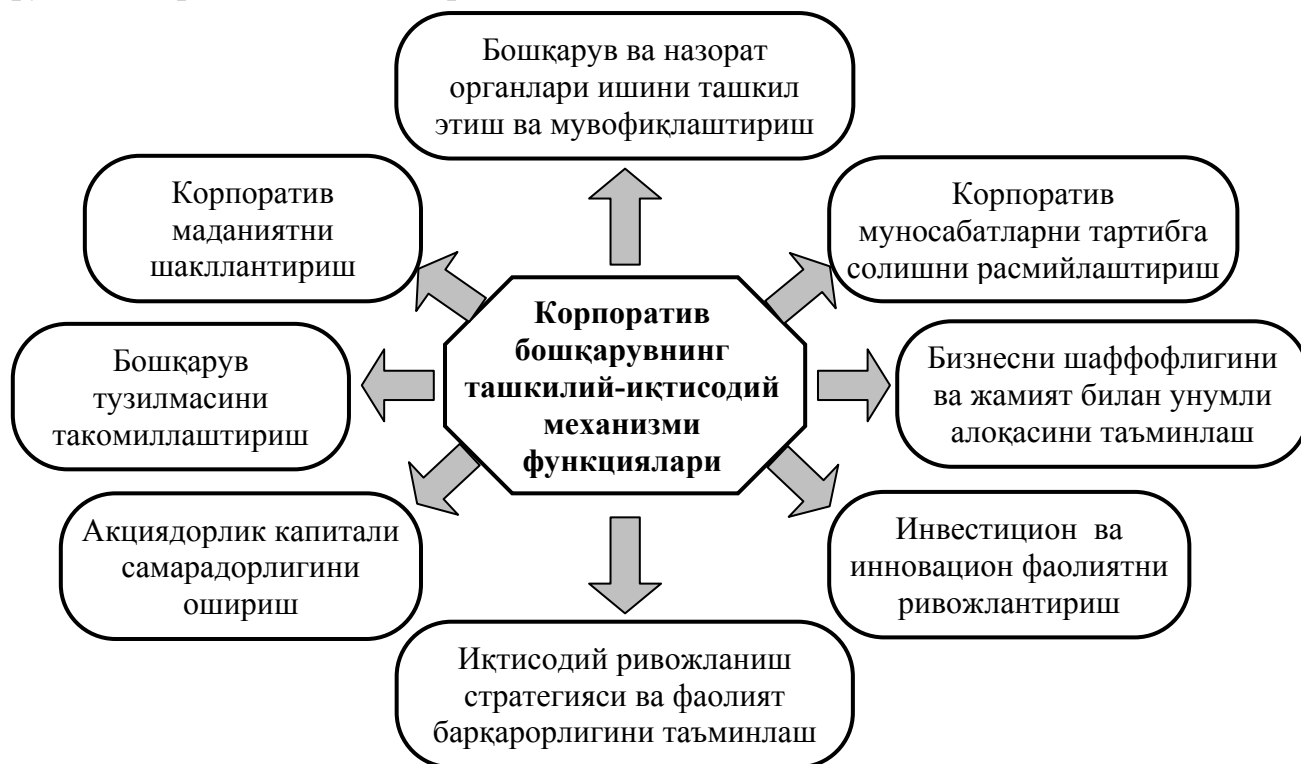 Бошқарув ва назорат
органлари ишини ташкил
этиш ва мувофиқлаштириш
Корпоратив
маданиятни
шакллантириш
Корпоратив
муносабатларни тартибга
солишни расмийлаштириш
Корпоратив
бошқарувнинг
ташкилий-иқтисодий
механизми
функциялари
Бошқарув
тузилмасини
такомиллаштириш
Бизнесни шаффофлигини
ва жамият билан унумли
алоқасини таъминлаш
Акциядорлик капитали
самарадорлигини
ошириш
Инвестицион ва
инновацион фаолиятни
ривожлантириш
Иқтисодий ривожланиш
стратегияси ва фаолият
барқарорлигини таъминлаш